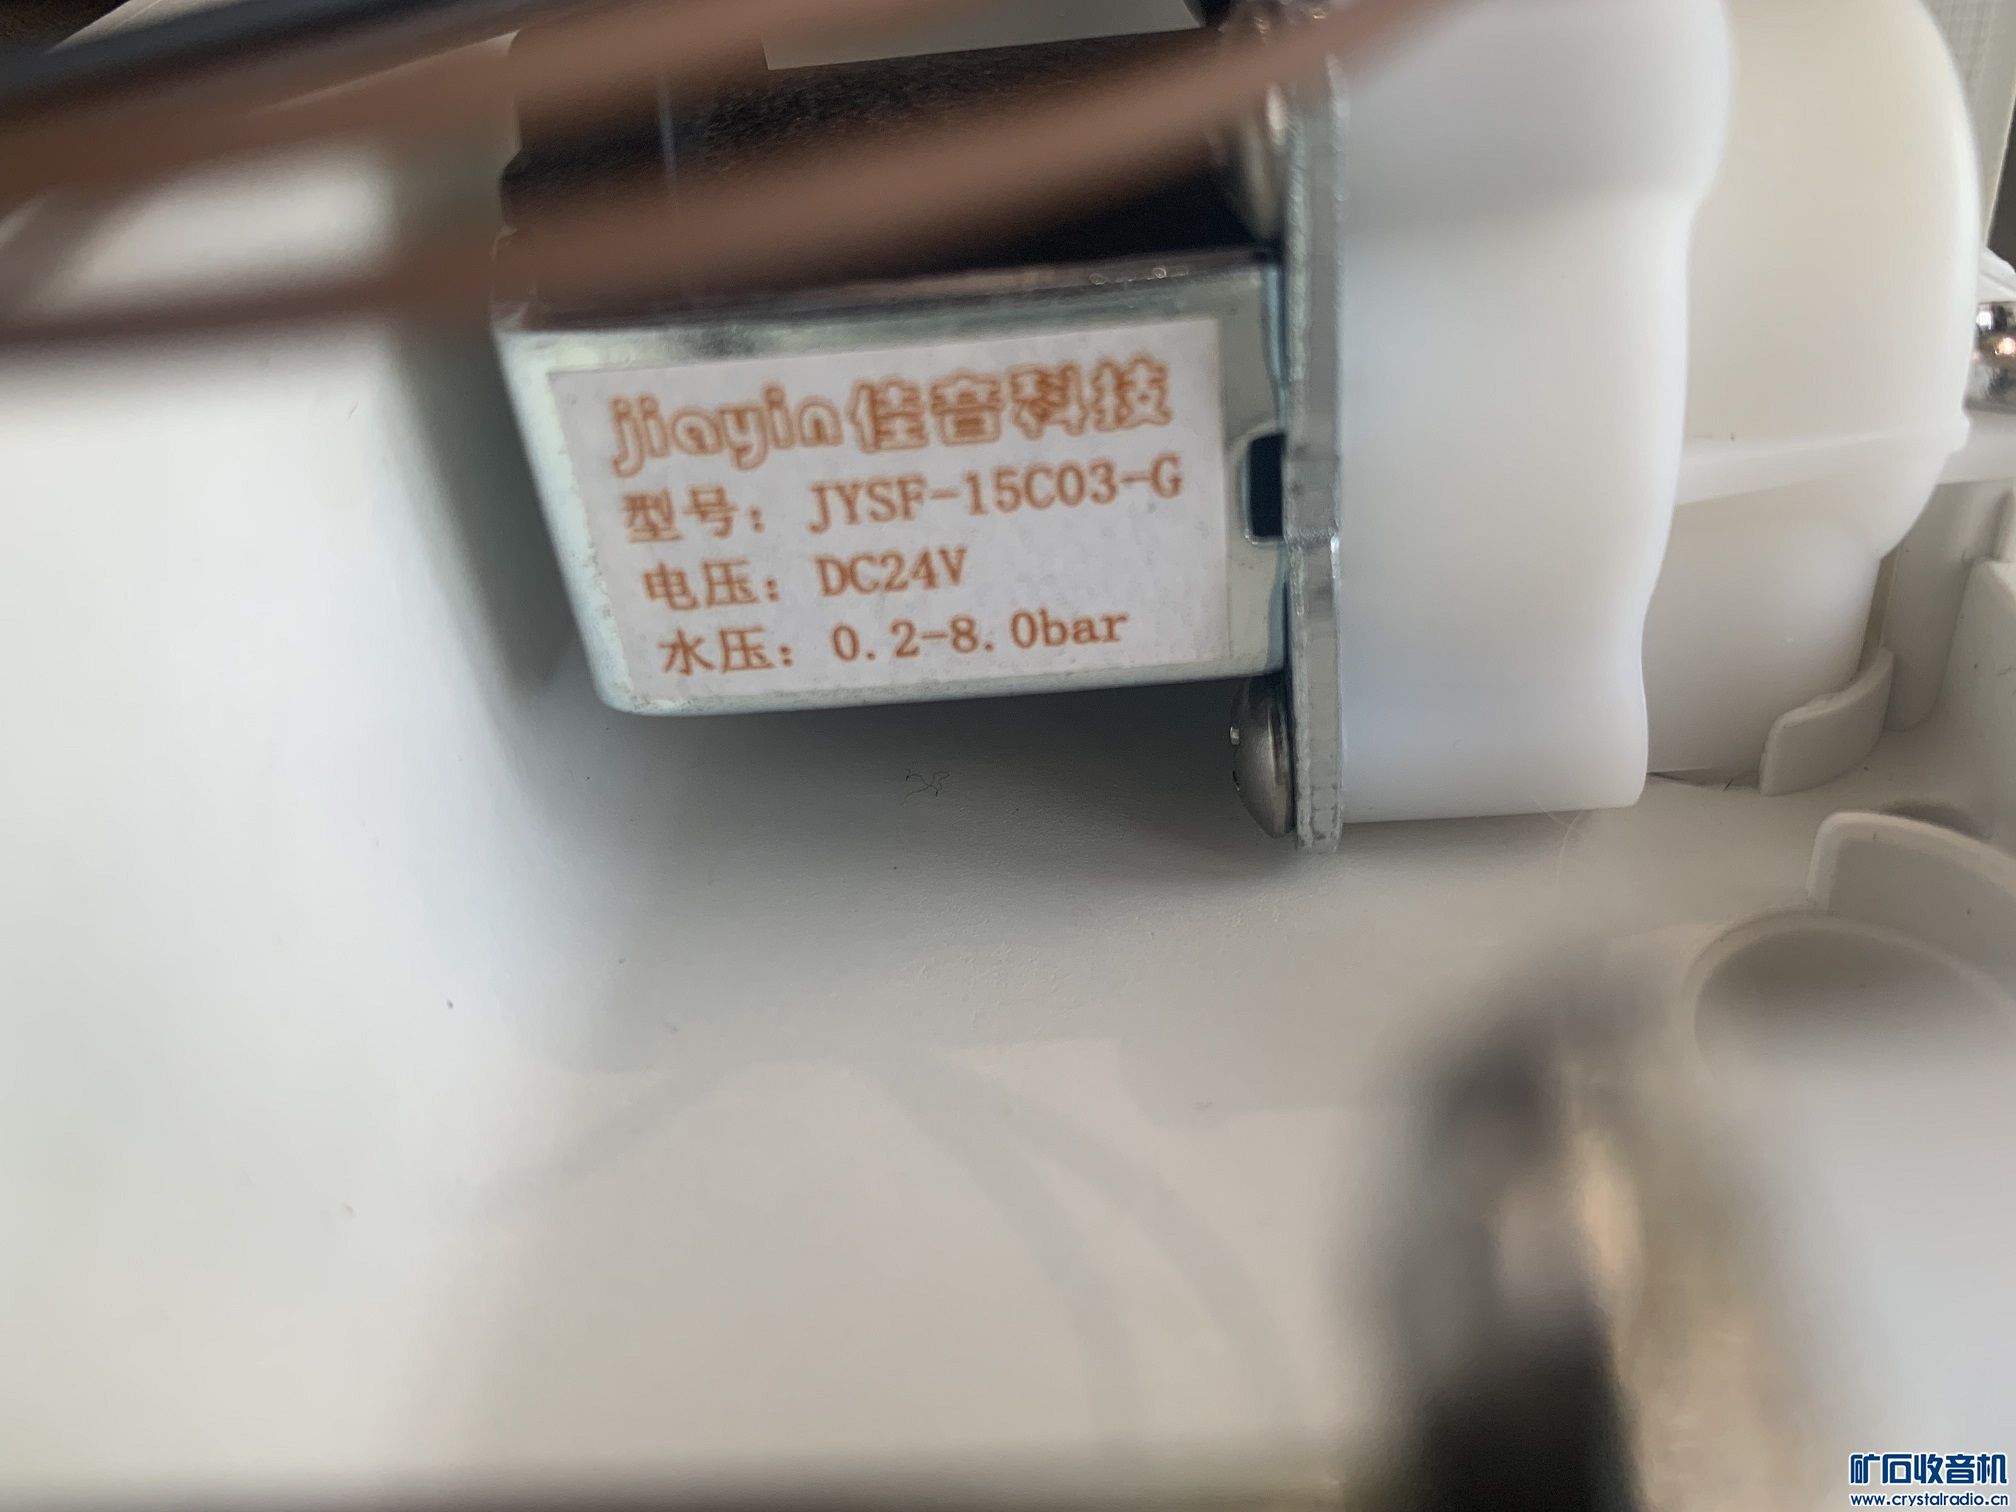 jiayin佳音科技
型号: JYSF-15C03-G
电压: DC24V
水压: 0.2-8.0bar
矿石收音机
www.crystalradio.cn